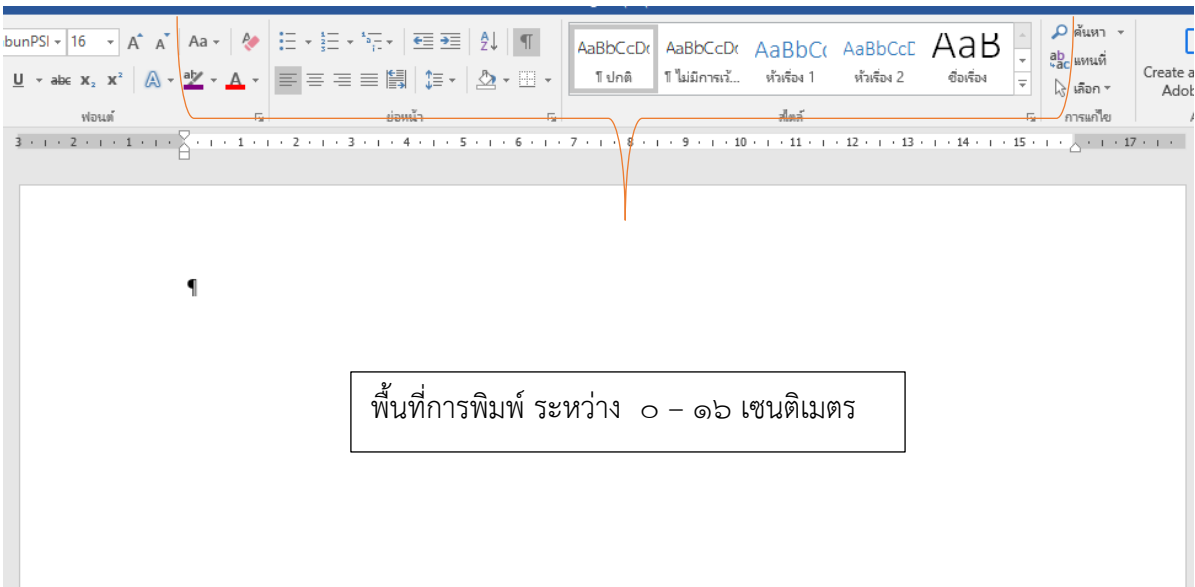 bunPSI 16 A A Aa
AaBbCcDc AaBbCcDc AaBbCc AaBbCcE AaB
ค้นหา
แทนที่
เลือก
U abc X₂ X² A aby A
¶ ปกติ ¶ ไม่มีการเว้... หัวเรื่อง 1 หัวเรื่อง 2 ชื่อเรื่อง
Create a
Adob
ฟอนต์ ย่อหน้า สไตล์ การแก้ไข
3 2 1 1 2 3 4 5 6 7 8 9 10 11 12 13 14 15 17
¶
พื้นที่การพิมพ์ ระหว่าง ๐ – ๑๖ เซนติเมตร